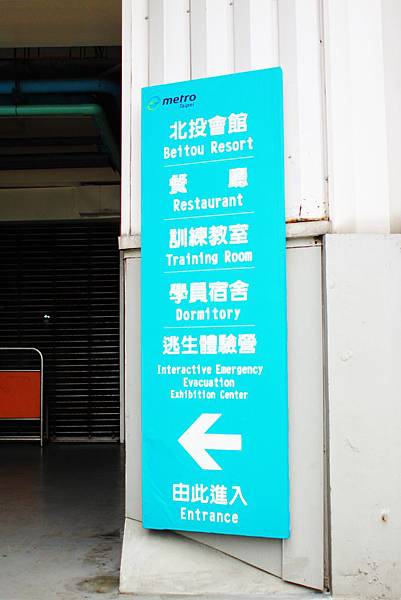 metro
Taipei
北投會館
Beitou Resort
餐 廳
Restaurant
訓練教室
Training Room
學員宿舍
Dormitory
逃生體驗營
Interactive Emergency
Evacuation
Exhibition Center
由此進入
Entrance